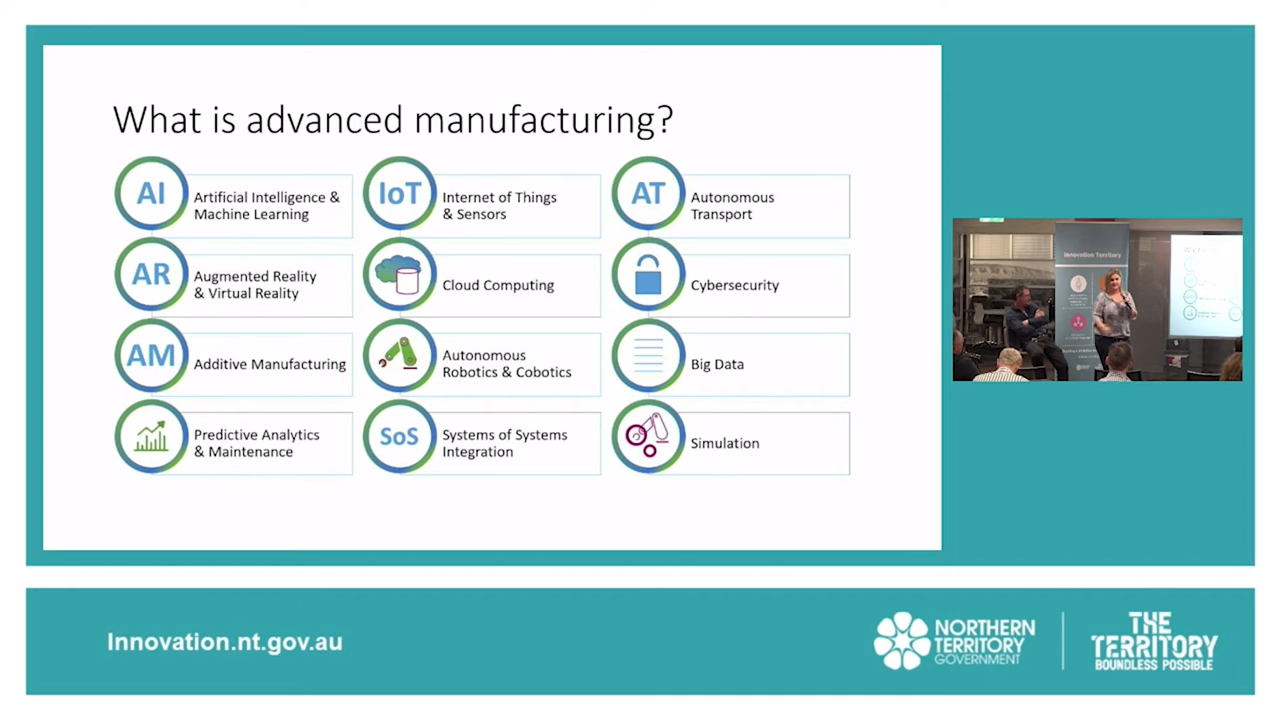 What is advanced manufacturing?
AI
Artificial Intelligence &
Machine Learning
IoT
Internet of Things
& Sensors
AT
Autonomous
Transport
AR
Augmented Reality
& Virtual Reality
Cloud Computing
Cybersecurity
AM
Additive Manufacturing
Autonomous
Robotics & Cobotics
Big Data
Predictive Analytics
& Maintenance
SoS
Systems of Systems
Integration
Simulation
Innovation Territory
Innovation.nt.gov.au
NORTHERN
TERRITORY
GOVERNMENT
THE
TERRITORY
BOUNDLESS POSSIBLE